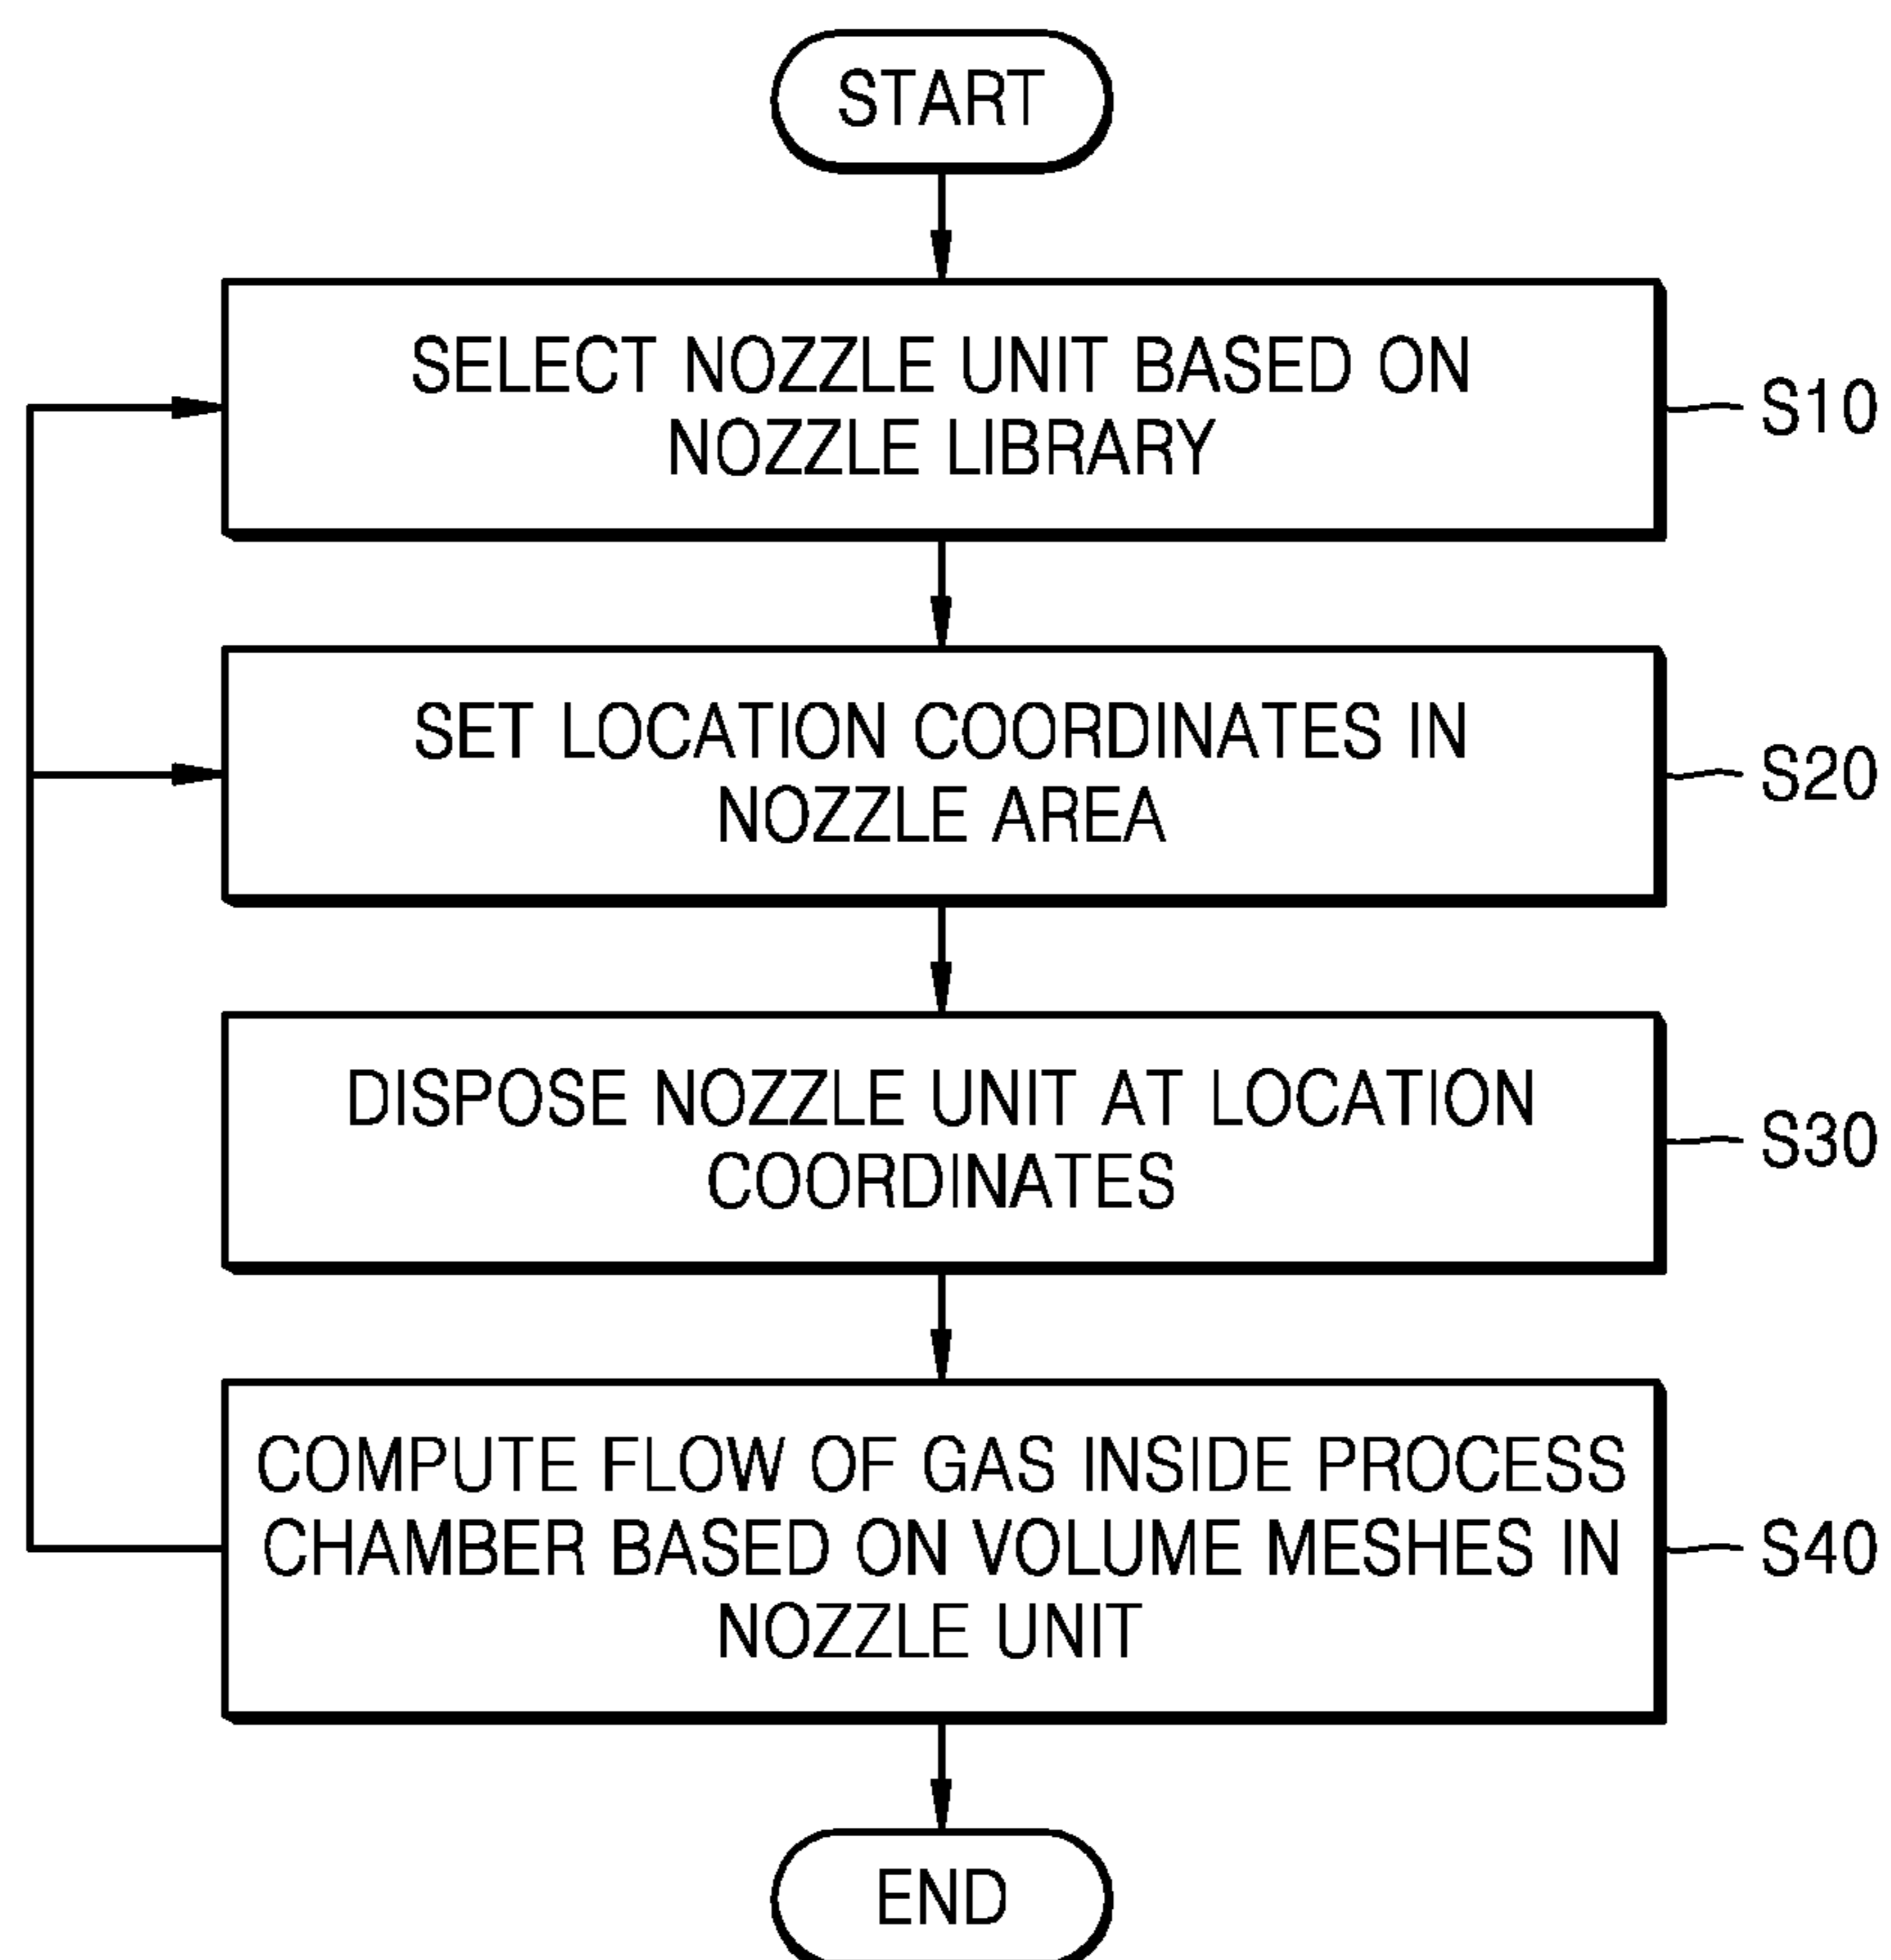 START
SELECT NOZZLE UNIT BASED ON
NOZZLE LIBRARY
S10
SET LOCATION COORDINATES IN
NOZZLE AREA
S20
DISPOSE NOZZLE UNIT AT LOCATION
COORDINATES
S30
COMPUTE FLOW OF GAS INSIDE PROCESS
CHAMBER BASED ON VOLUME MESHES IN
NOZZLE UNIT
S40
END